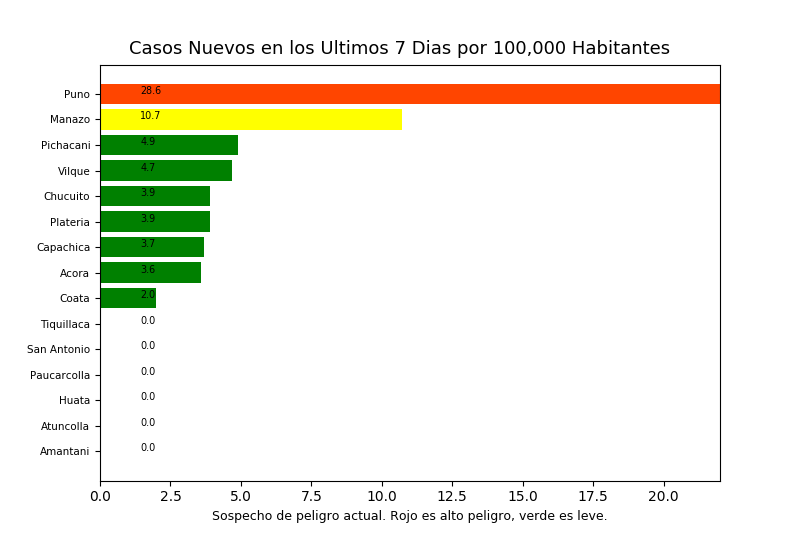 Casos Nuevos en los Ultimos 7 Dias por 100,000 Habitantes
Puno 28.6
Manazo 10.7
Pichacani 4.9
Vilque 4.7
Chucuito 3.9
Plateria 3.9
Capachica 3.7
Acora 3.6
Coata 2.0
Tiquillaca 0.0
San Antonio 0.0
Paucarcolla 0.0
Huata 0.0
Atuncolla 0.0
Amantani 0.0
0.0 2.5 5.0 7.5 10.0 12.5 15.0 17.5 20.0
Sospecho de peligro actual. Rojo es alto peligro, verde es leve.